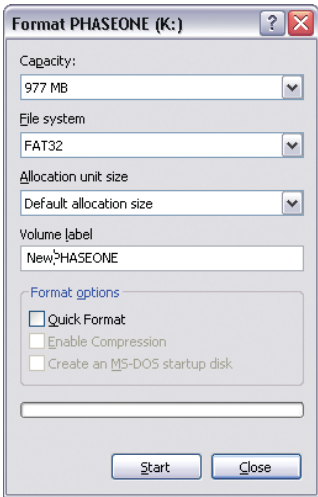 Format PHASEONE (K:)
Capacity:
977 MB
File system
FAT32
Allocation unit size
Default allocation size
Volume label
NewPHASEONE
Format options
Quick Format
Enable Compression
Create an MS-DOS startup disk
Start
Close